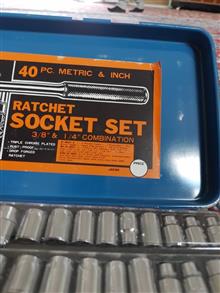 40 PC. METRIC & INCH
RATCHET
SOCKET SET
3/8" & 1/4" COMBINATION
• TRIPLE CHROME PLATED
• RUST-PROOF
• DROP FORGED
RATCHET